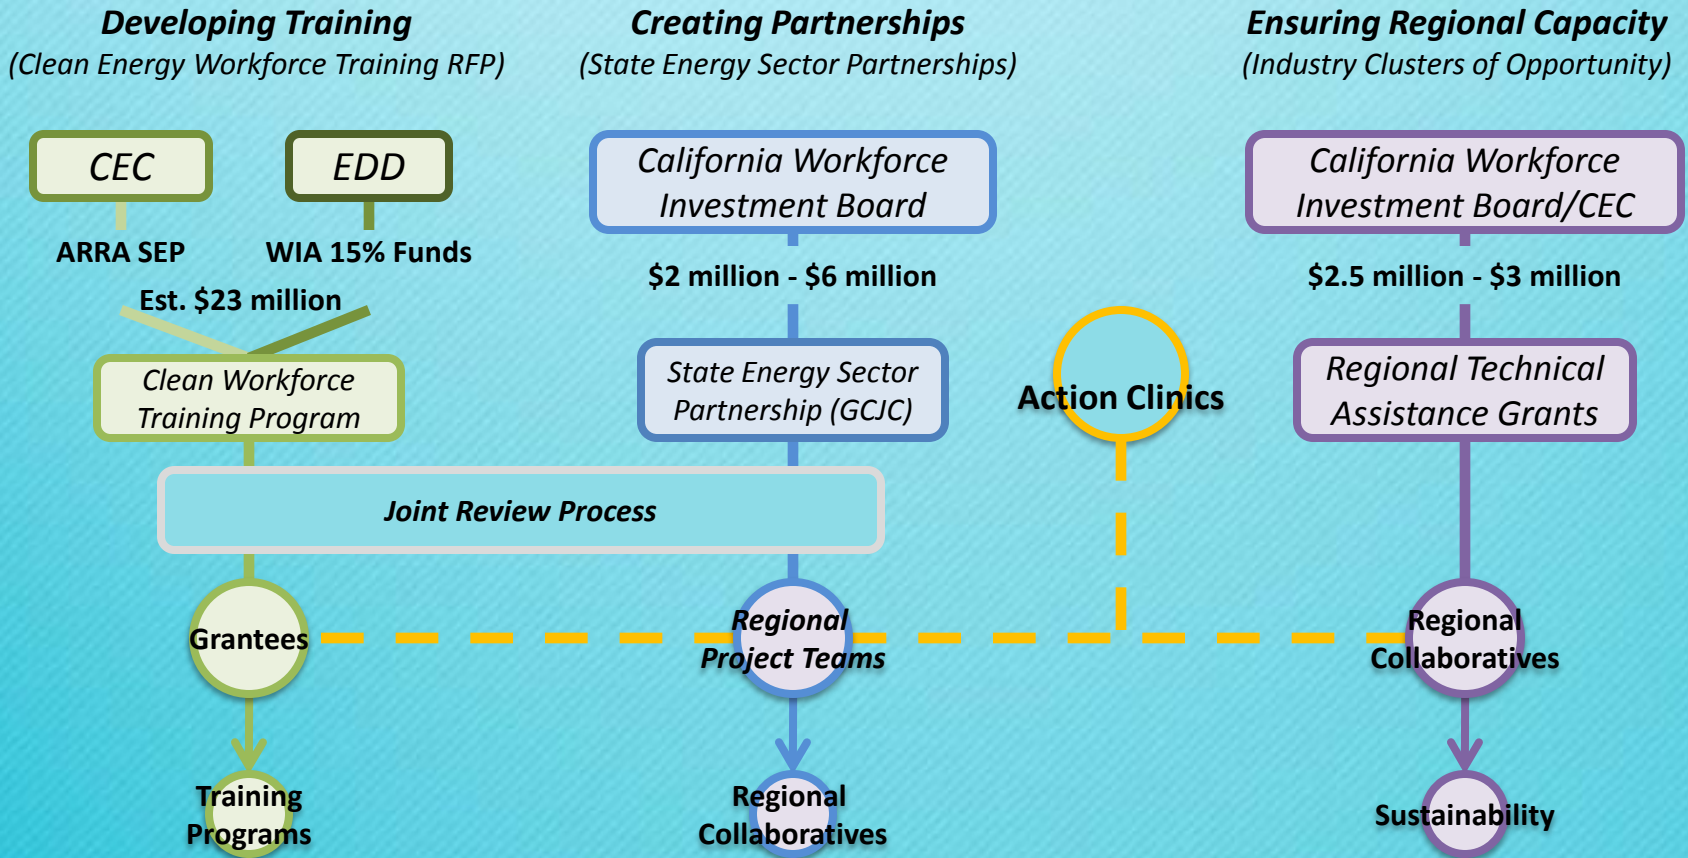 Developing Training
(Clean Energy Workforce Training RFP)
Creating Partnerships
(State Energy Sector Partnerships)
Ensuring Regional Capacity
(Industry Clusters of Opportunity)
CEC
EDD
California Workforce
Investment Board
California Workforce
Investment Board/CEC
ARRA SEP
WIA 15% Funds
Est. $23 million
$2 million - $6 million
$2.5 million - $3 million
Clean Workforce
Training Program
State Energy Sector
Partnership (GCJC)
Action Clinics
Regional Technical
Assistance Grants
Joint Review Process
Grantees
Regional
Project Teams
Regional
Collaboratives
Training
Programs
Regional
Collaboratives
Sustainability